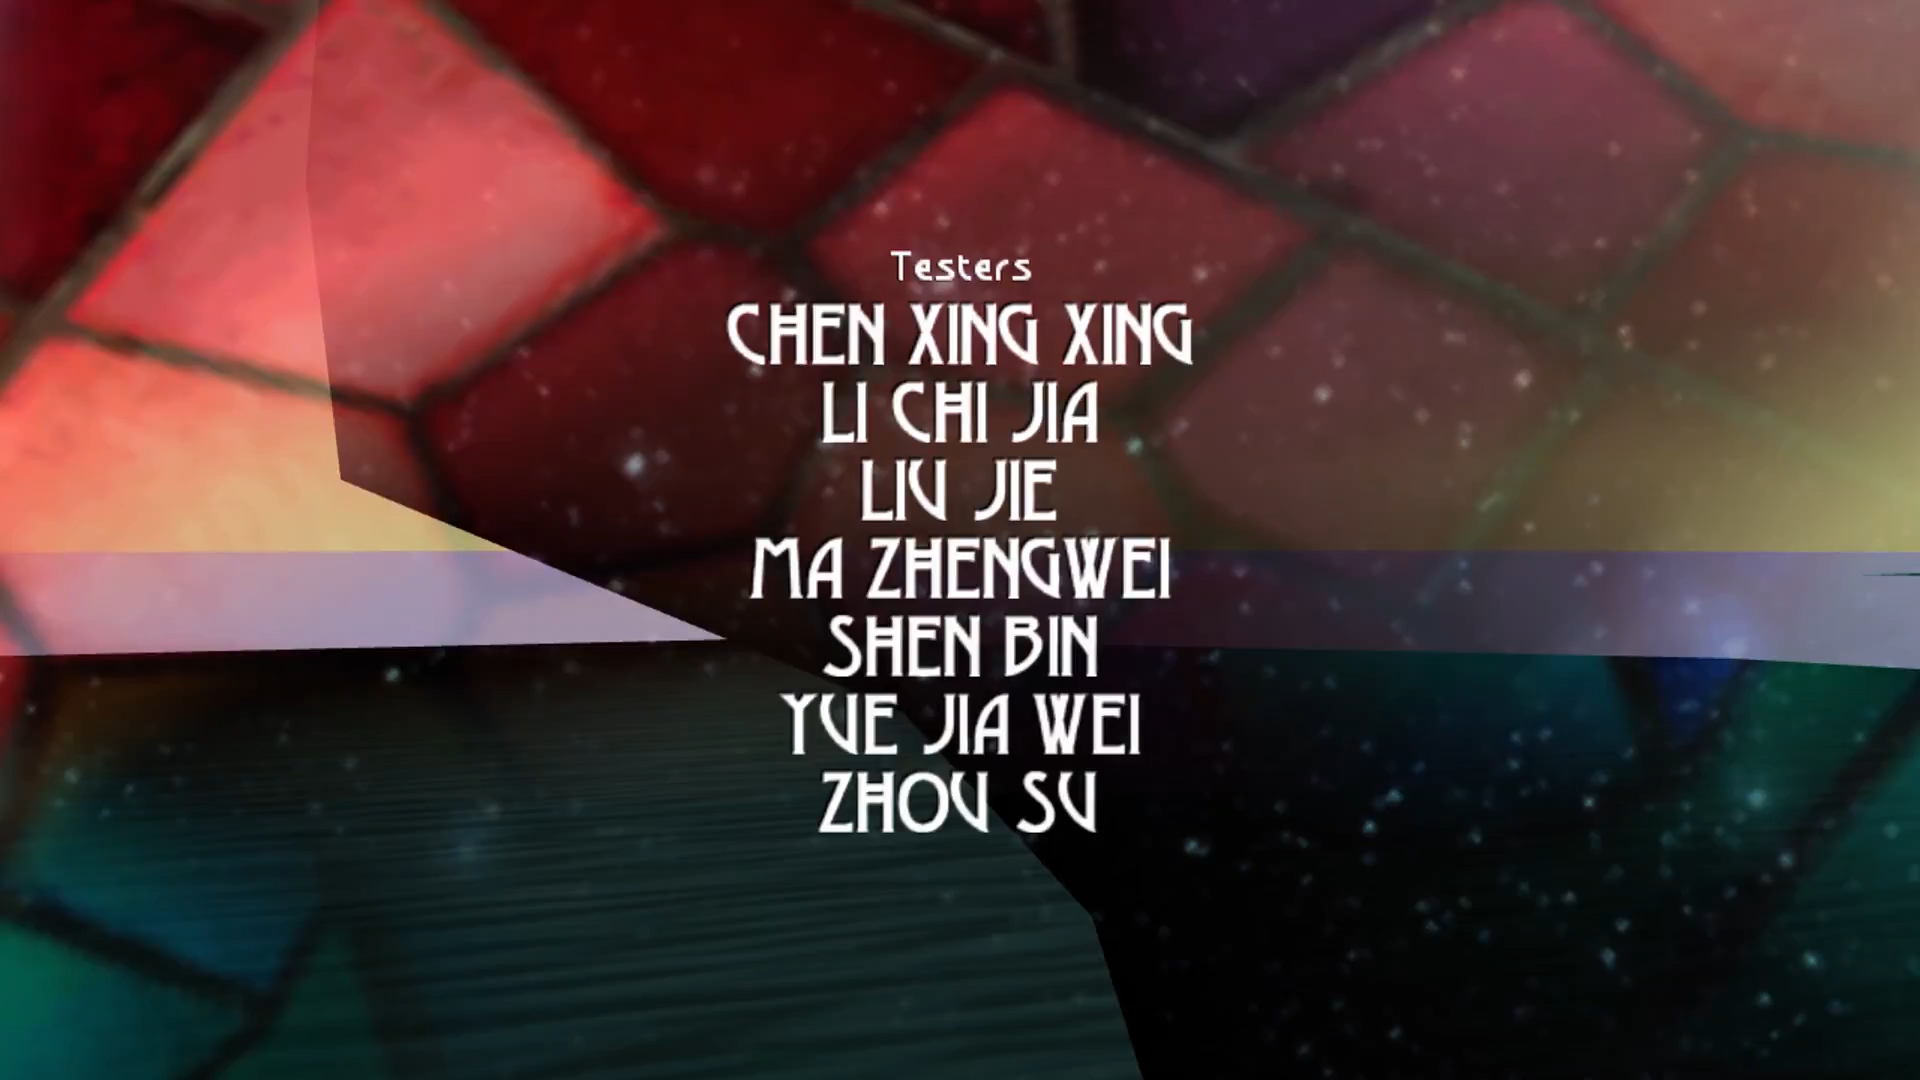 Testers
CHEN XING XING
LI CHI JIA
LIU JIE
MA ZHENGWEI
SHEN BIN
YUE JIA WEI
ZHOU SU